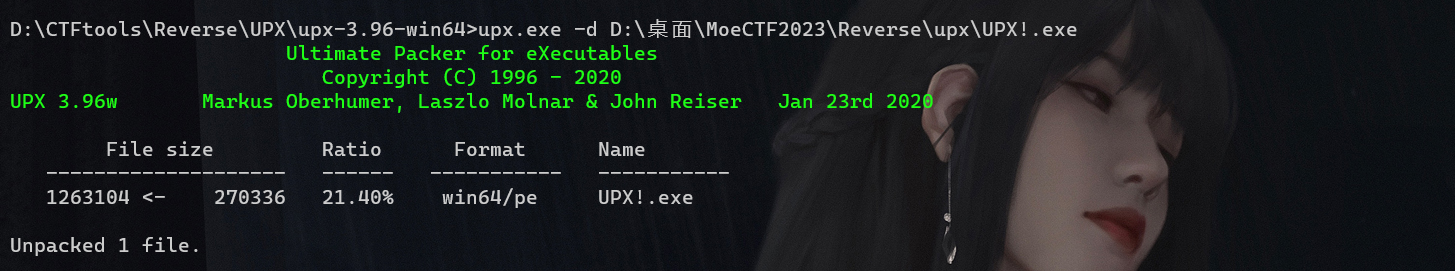 D:\CTFtools\Reverse\UPX\upx-3.96-win64>upx.exe -d D:\桌面\MoeCTF2023\Reverse\upx\UPX!.exe
Ultimate Packer for eXecutables
Copyright (C) 1996 - 2020
UPX 3.96w       Markus Oberhumer, Laszlo Molnar & John Reiser   Jan 23rd 2020
File size         Ratio      Format      Name
--------------------   ------   -----------   -----------
1263104 <-    270336   21.40%    win64/pe     UPX!.exe
Unpacked 1 file.